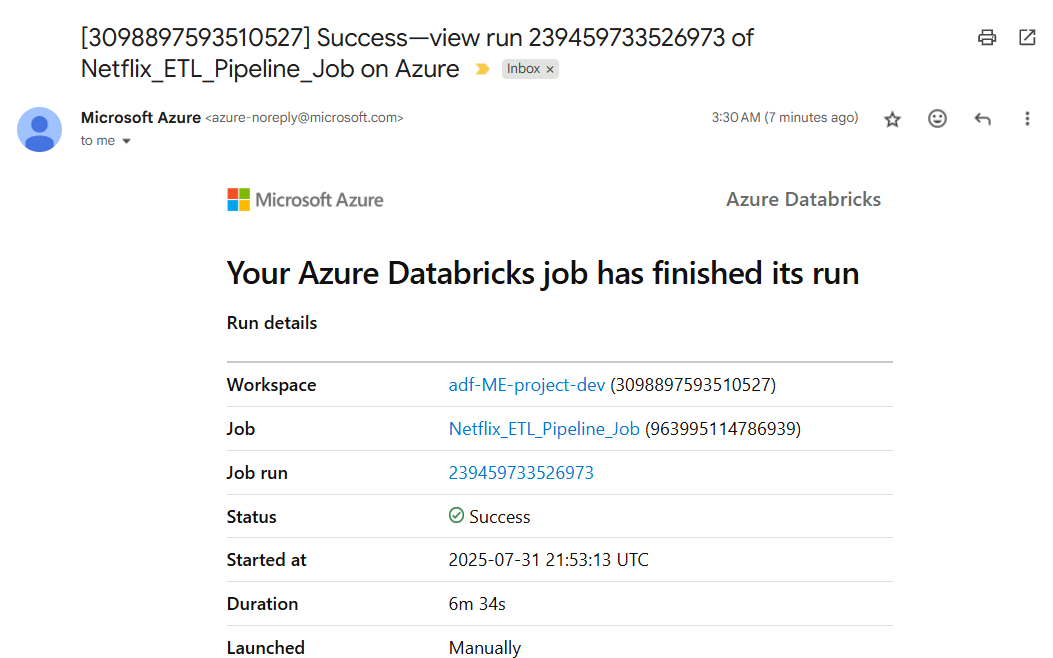 [3098897593510527] Success—view run 239459733526973 of
Netflix_ETL_Pipeline_Job on Azure Inbox ×
Microsoft Azure <azure-noreply@microsoft.com> 3:30 AM (7 minutes ago)
to me
Microsoft Azure Azure Databricks
Your Azure Databricks job has finished its run
Run details
Workspace adf-ME-project-dev (3098897593510527)
Job Netflix_ETL_Pipeline_Job (963995114786939)
Job run 239459733526973
Status Success
Started at 2025-07-31 21:53:13 UTC
Duration 6m 34s
Launched Manually